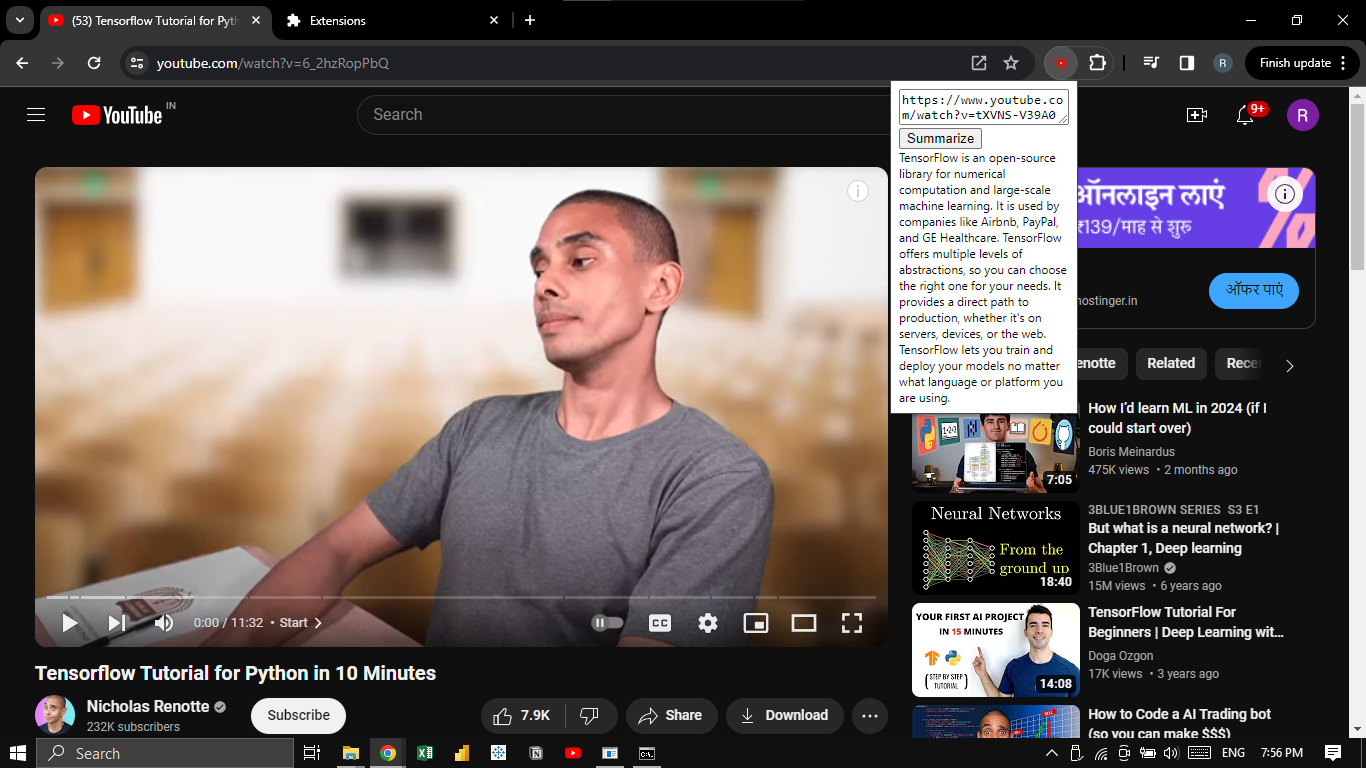 (53) Tensorflow Tutorial for Pyth
Extensions
youtube.com/watch?v=6_2hzRopPbQ
R
Finish update
YouTube IN
Search
9+
R
https://www.youtube.co
m/watch?v=tXVNS-V39A0
Summarize
TensorFlow is an open-source
library for numerical
computation and large-scale
machine learning. It is used by
companies like Airbnb, PayPal,
and GE Healthcare. TensorFlow
offers multiple levels of
abstractions, so you can choose
the right one for your needs. It
provides a direct path to
production, whether it's on
servers, devices, or the web.
TensorFlow lets you train and
deploy your models no matter
what language or platform you
are using.
ऑनलाइन लाएं
₹139/माह से शुरू
%
hostinger.in
ऑफर पाएं
enotte
Related
Rece
How I'd learn ML in 2024 (if I
could start over)
Boris Meinardus
475K views • 2 months ago
7:05
Neural Networks
From the
ground up
18:40
3BLUE1BROWN SERIES S3 E1
But what is a neural network? |
Chapter 1, Deep learning
3Blue1Brown
15M views • 6 years ago
YOUR FIRST AI PROJECT
IN 15 MINUTES
( STEP BY STEP
TUTORIAL )
14:08
TensorFlow Tutorial For
Beginners | Deep Learning wit...
Doga Ozgon
17K views • 3 years ago
How to Code a AI Trading bot
(so you can make $$$)
0:00 / 11:32 • Start
CC
Tensorflow Tutorial for Python in 10 Minutes
Nicholas Renotte
232K subscribers
Subscribe
7.9K
Share
Download
Search
ENG
7:56 PM